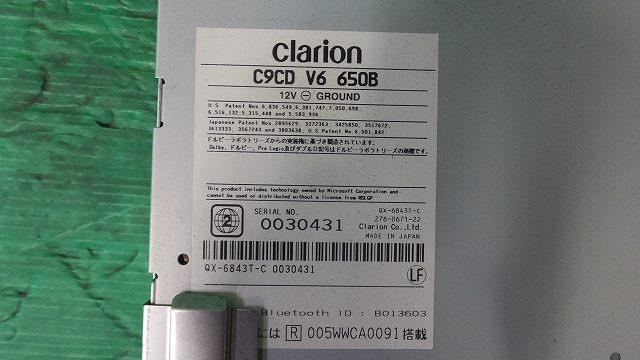 clarion
C9CD V6 650B
12V ⊖ GROUND
U.S. Patent Nos 6,836,549,6,381,747,7,050,698,
6,516,132,5,315,448 and 5,583,936
Japanese Patent Nos 2895629, 3272363, 3425850, 3517672,
3613333, 3567243 and 3803638, U.S Patent No 6,501,842
ドルビーラボラトリーズからの実施権に基づき製造されています。
Dolby、ドルビー、Pro Logic及びダブルD記号はドルビーラボラトリーズの商標です。
This product includes technology owned by Microsoft Corporation and
cannot be used or distributed without a license from MSLGP
2
SERIAL NO.
0030431
QX-6843T-C
276-0671-22
Clarion Co.,Ltd.
MADE IN JAPAN
QX-6843T-C 0030431
LF
Bluetooth ID : B013603
には R 005WWCA0091 搭載